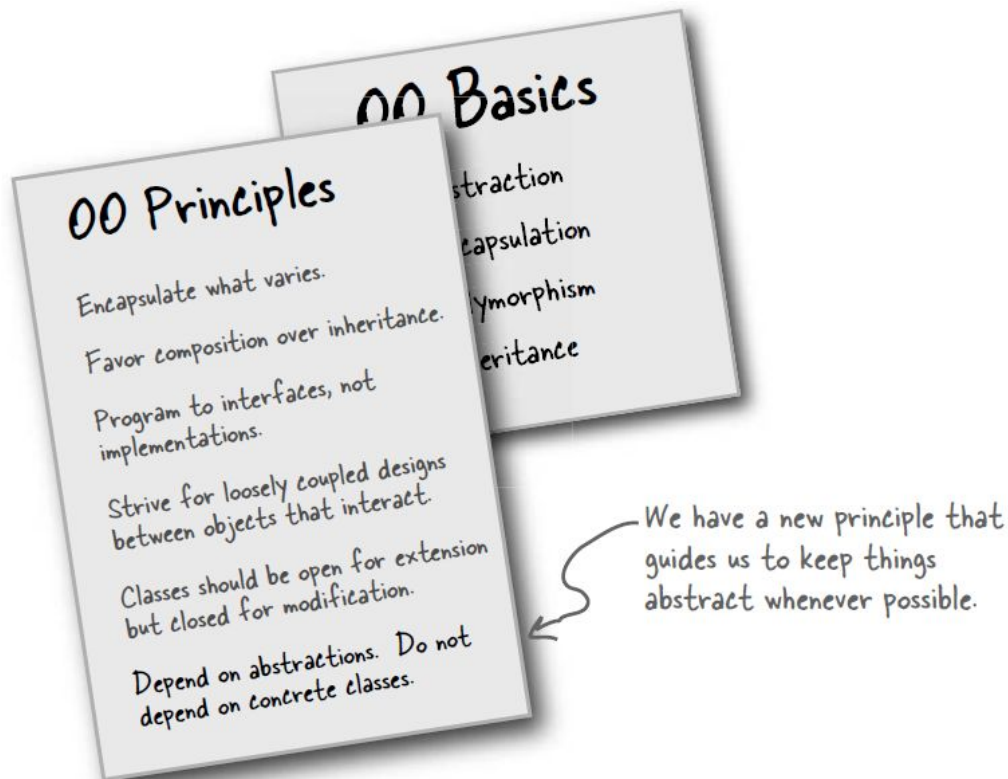 OO Basics
straction
capsulation
ymorphism
eritance
OO Principles
Encapsulate what varies.
Favor composition over inheritance.
Program to interfaces, not
implementations.
Strive for loosely coupled designs
between objects that interact.
Classes should be open for extension
but closed for modification.
Depend on abstractions. Do not
depend on concrete classes.
We have a new principle that
guides us to keep things
abstract whenever possible.